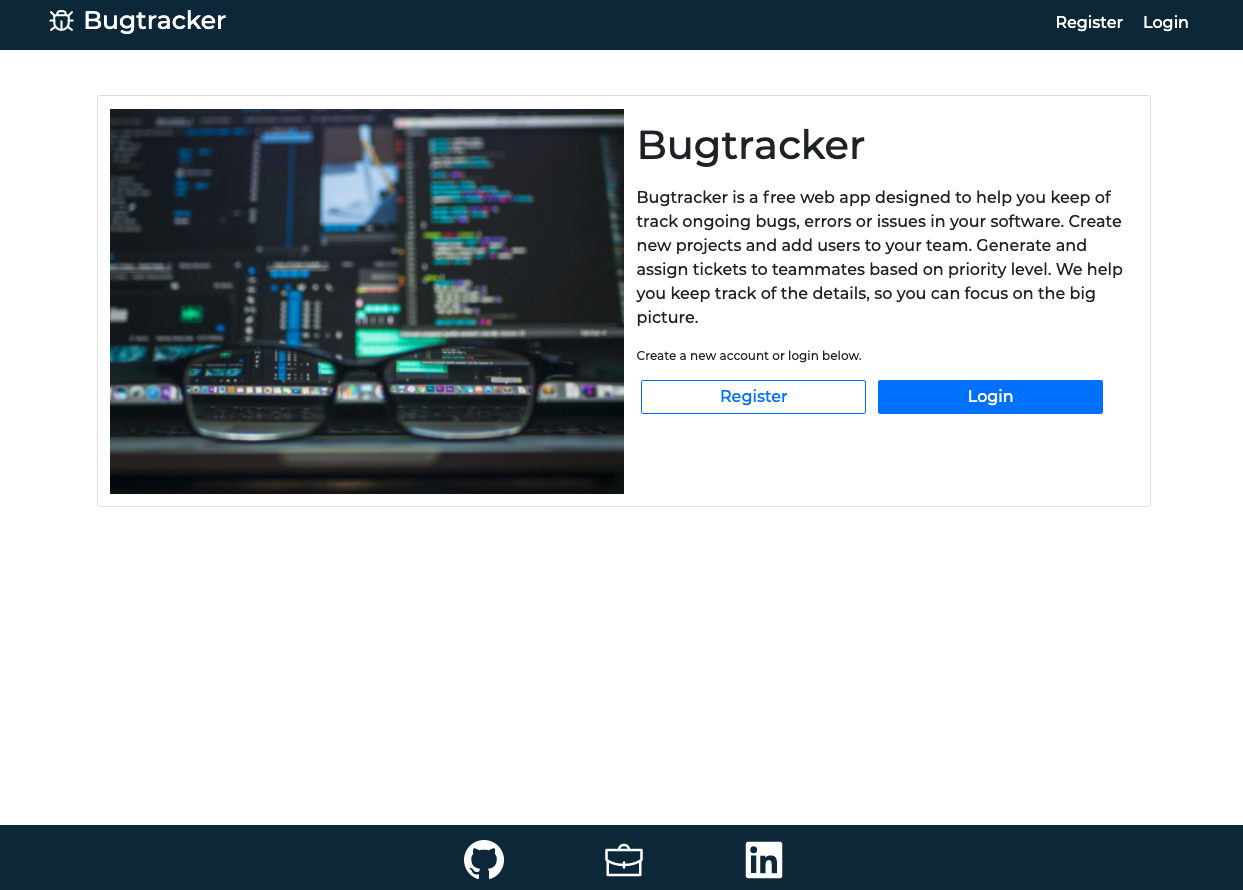 Bugtracker
Register Login
Bugtracker
Bugtracker is a free web app designed to help you keep of
track ongoing bugs, errors or issues in your software. Create
new projects and add users to your team. Generate and
assign tickets to teammates based on priority level. We help
you keep track of the details, so you can focus on the big
picture.
Create a new account or login below.
Register Login
in